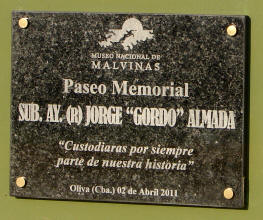 MUSEO NACIONAL DE
MALVINAS
Paseo Memorial
SUB. AY. (R) JORGE "GORDO" ALMADA
"Custodiaras por siempre
parte de nuestra historia"
Oliva (Cba.) 02 de Abril 2011